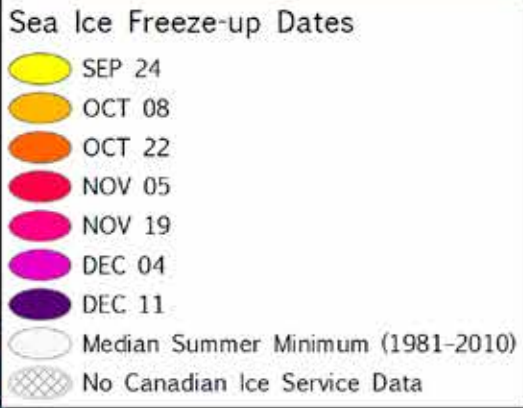 Sea Ice Freeze-up Dates
SEP 24
OCT 08
OCT 22
NOV 05
NOV 19
DEC 04
DEC 11
Median Summer Minimum (1981-2010)
No Canadian Ice Service Data